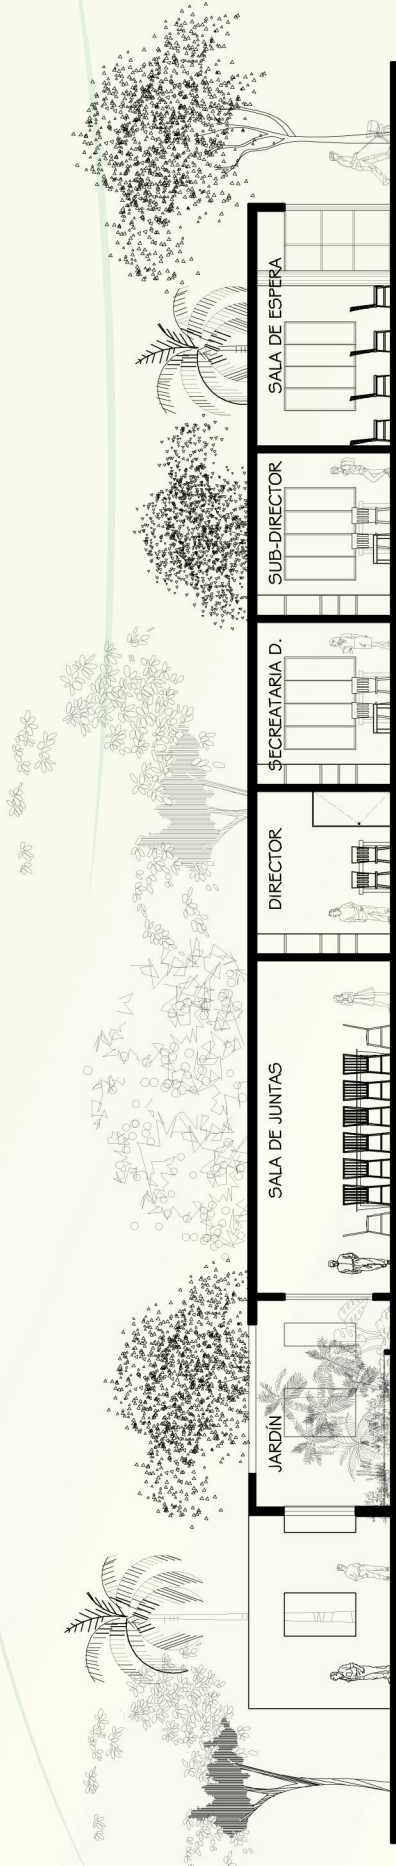 JARDÍN
SALA DE JUNTAS
DIRECTOR
SECREATARIA D.
SUB-DIRECTOR
SALA DE ESPERA